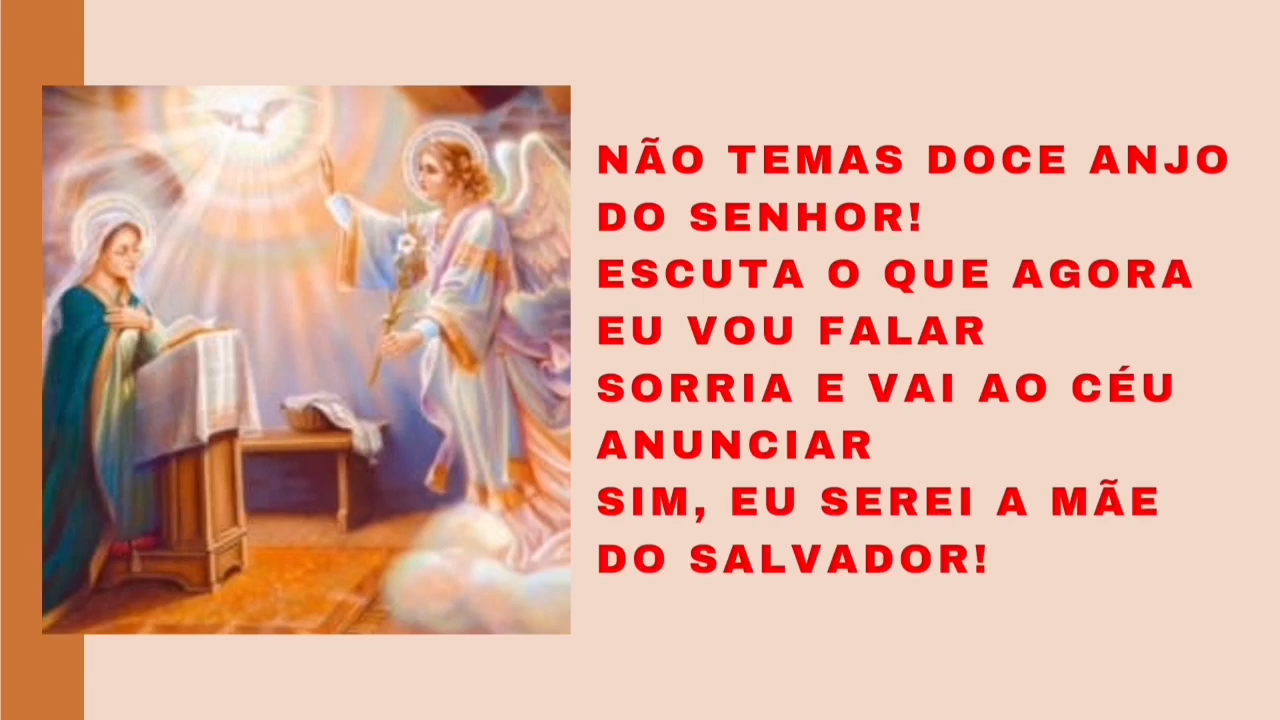 NÃO TEMAS DOCE ANJO
DO SENHOR!
ESCUTA O QUE AGORA
EU VOU FALAR
SORRIA E VAI AO CÉU
ANUNCIAR
SIM, EU SEREI A MÃE
DO SALVADOR!